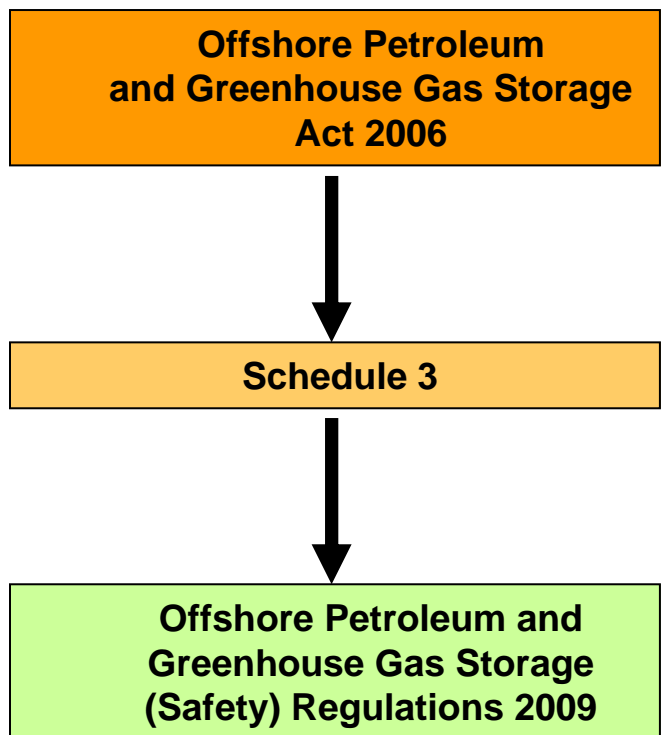 Offshore Petroleum
and Greenhouse Gas Storage
Act 2006
Schedule 3
Offshore Petroleum and
Greenhouse Gas Storage
(Safety) Regulations 2009